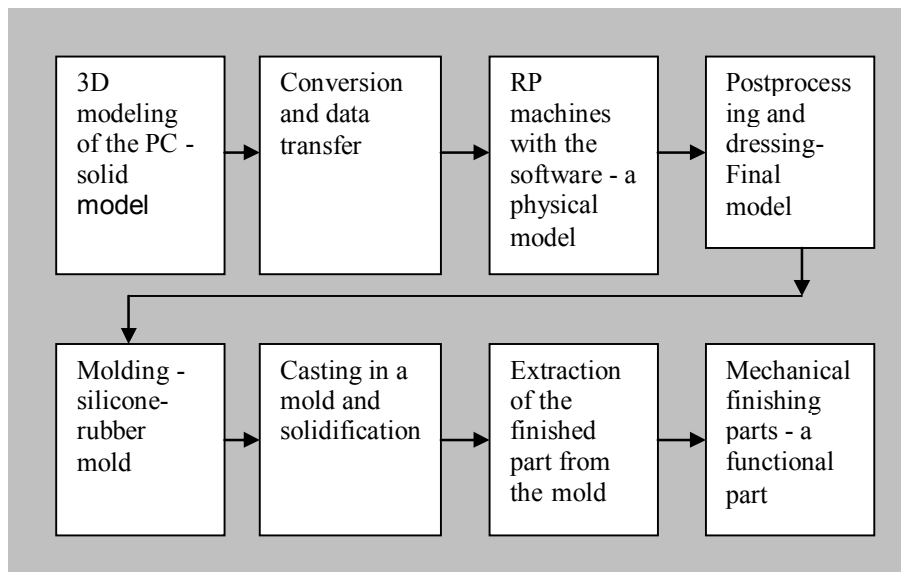 3D
modeling
of the PC -
solid
model
Conversion
and data
transfer
RP
machines
with the
software - a
physical
model
Postprocess
ing and
dressing-
Final
model
Molding -
silicone-
rubber
mold
Casting in a
mold and
solidification
Extraction
of the
finished
part from
the mold
Mechanical
finishing
parts - a
functional
part